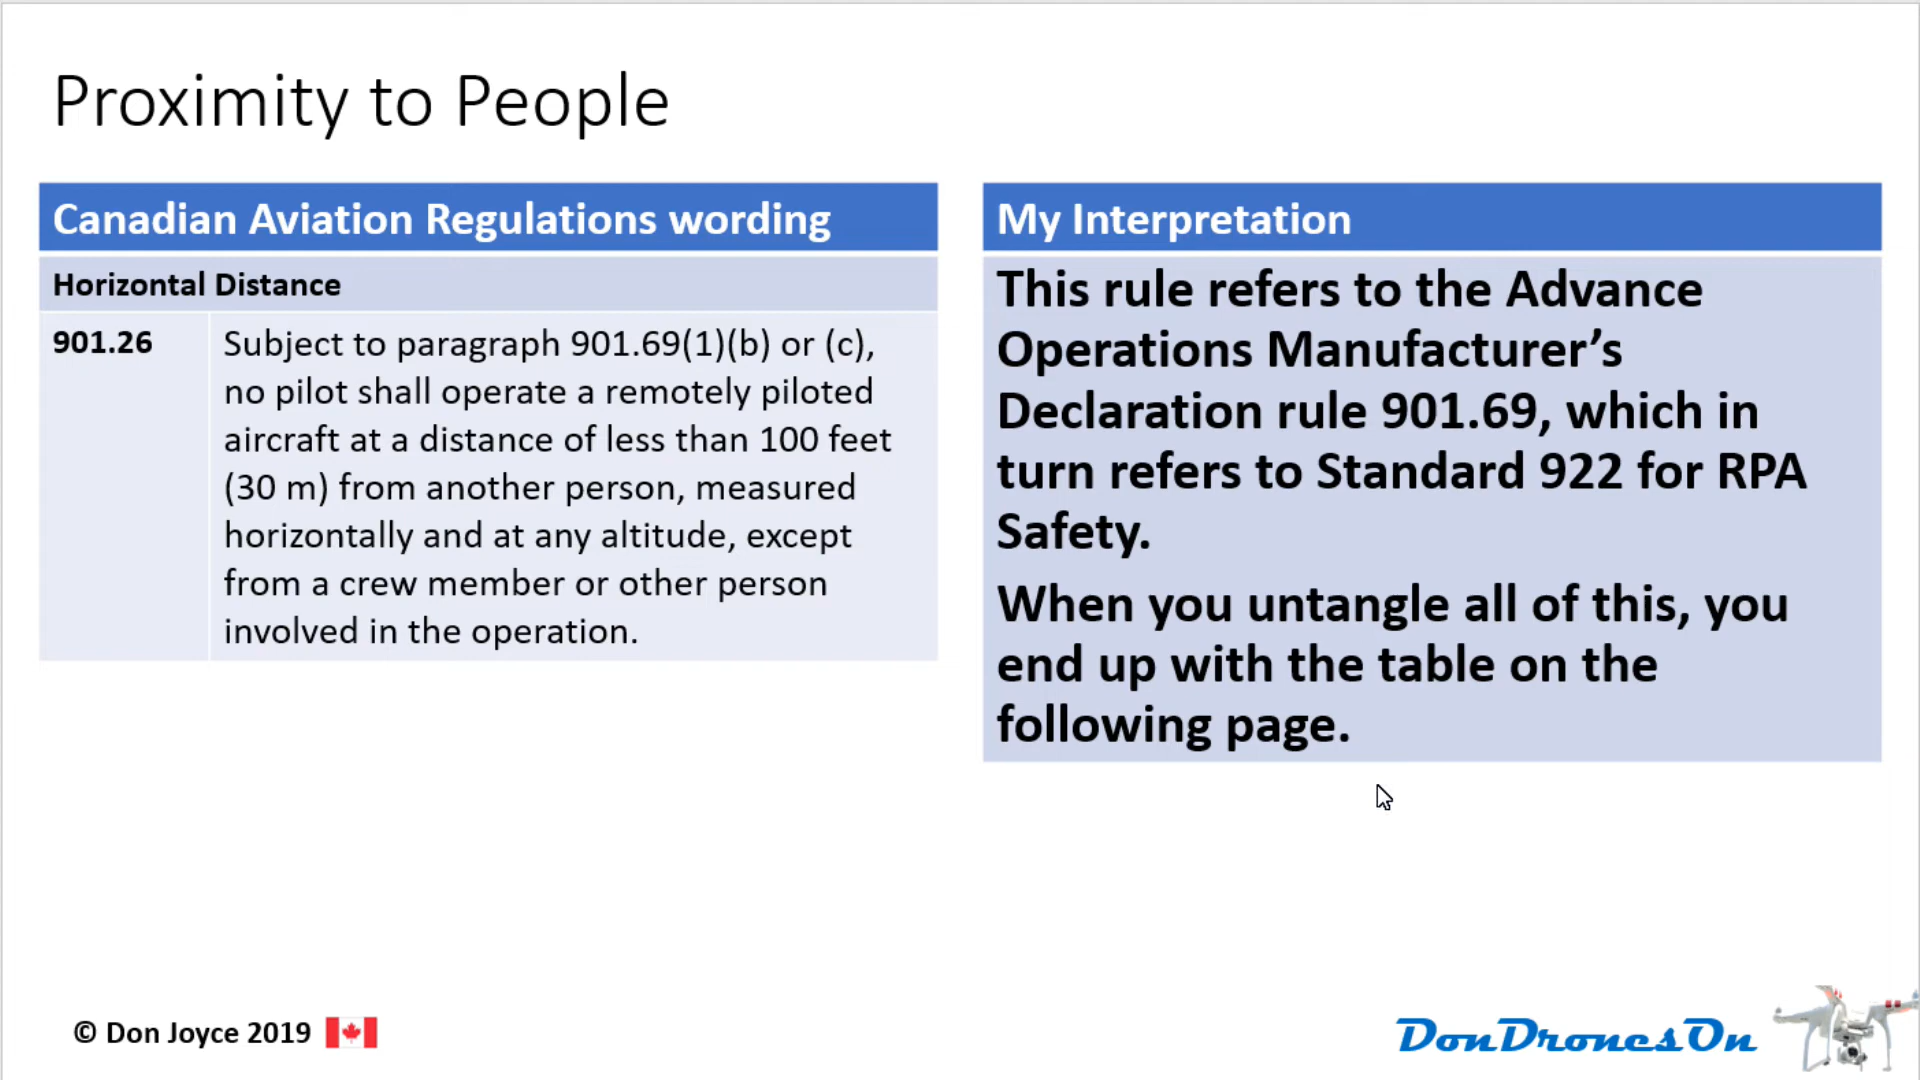 Proximity to People
Canadian Aviation Regulations wording
Horizontal Distance
901.26
Subject to paragraph 901.69(1)(b) or (c),
no pilot shall operate a remotely piloted
aircraft at a distance of less than 100 feet
(30 m) from another person, measured
horizontally and at any altitude, except
from a crew member or other person
involved in the operation.
My Interpretation
This rule refers to the Advance
Operations Manufacturer’s
Declaration rule 901.69, which in
turn refers to Standard 922 for RPA
Safety.
When you untangle all of this, you
end up with the table on the
following page.
© Don Joyce 2019
DonDronesOn